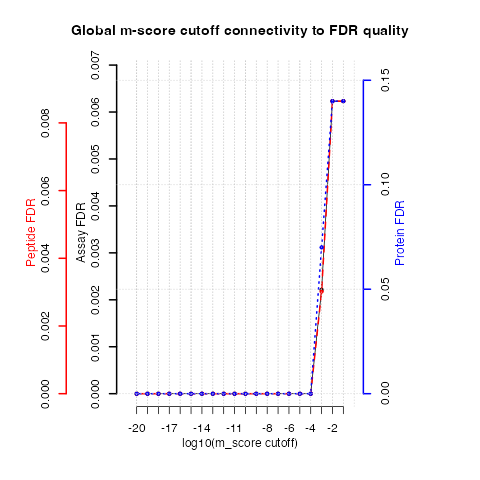 Global m-score cutoff connectivity to FDR quality
Peptide FDR
0.000
0.002
0.004
0.006
0.008
Assay FDR
0.000
0.001
0.002
0.003
0.004
0.005
0.006
0.007
Protein FDR
0.00
0.05
0.10
0.15
-20 -17 -14 -11 -8 -6 -4 -2
log10(m_score cutoff)